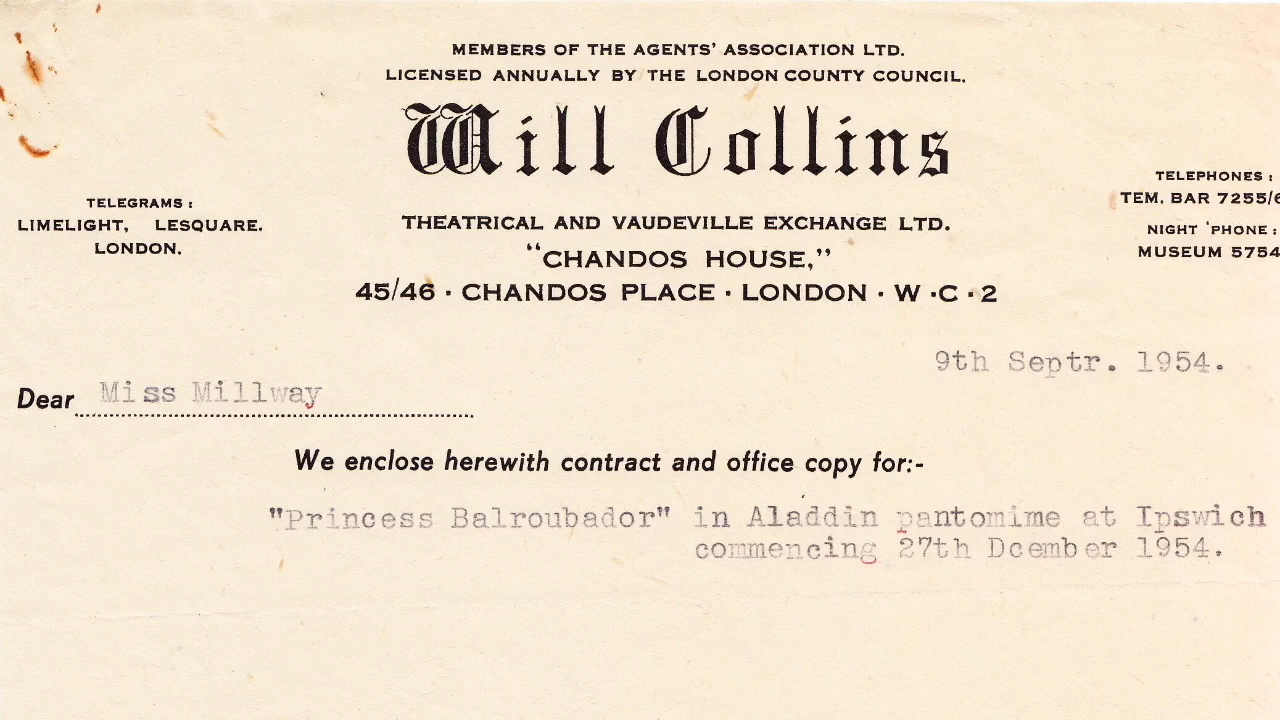 MEMBERS OF THE AGENTS' ASSOCIATION LTD.
LICENSED ANNUALLY BY THE LONDON COUNTY COUNCIL.
Will Collins
TELEGRAMS:
LIMELIGHT, LESQUARE.
LONDON.
THEATRICAL AND VAUDEVILLE EXCHANGE LTD.
"CHANDOS HOUSE,"
45/46 · CHANDOS PLACE · LONDON · W · C · 2
TELEPHONES:
TEM. BAR 7255/6
NIGHT 'PHONE:
MUSEUM 5754
9th Septr. 1954.
Dear Miss Millway
We enclose herewith contract and office copy for:-
"Princess Balroubador" in Aladdin pantomime at Ipswich
commencing 27th Dcember 1954.